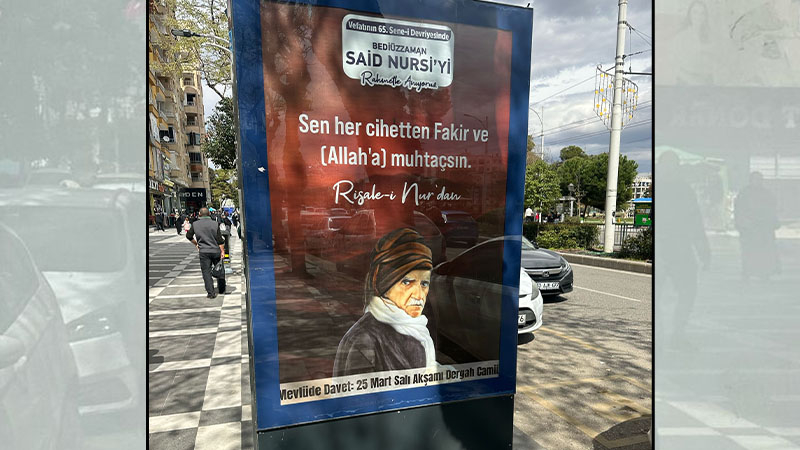 Vefatının 65. Sene-i Devriyesinde
BEDİÜZZAMAN
SAİD NURSİ'Yİ
Rahmetle Anıyoruz
Sen her cihetten Fakir ve
(Allah'a) muhtaçsın.
Risale-i Nur'dan
Mevlüde Davet: 25 Mart Salı Akşamı Dergah Camii